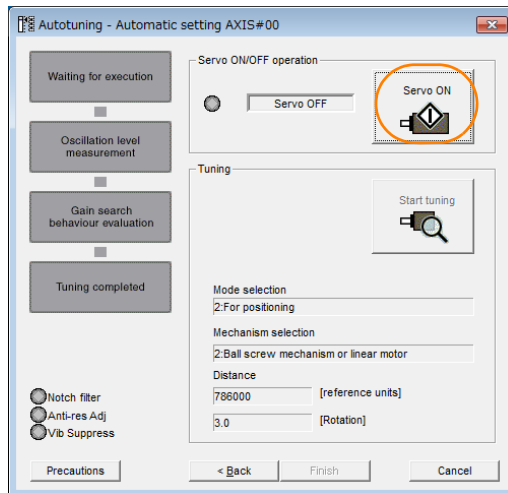 Autotuning - Automatic setting AXIS#00
Waiting for execution
Oscillation level
measurement
Gain search
behaviour evaluation
Tuning completed
Notch filter
Anti-res Adj
Vib Suppress
Servo ON/OFF operation
Servo OFF
Servo ON
Tuning
Start tuning
Mode selection
2:For positioning
Mechanism selection
2:Ball screw mechanism or linear motor
Distance
786000 [reference units]
3.0 [Rotation]
Precautions
< Back
Finish
Cancel